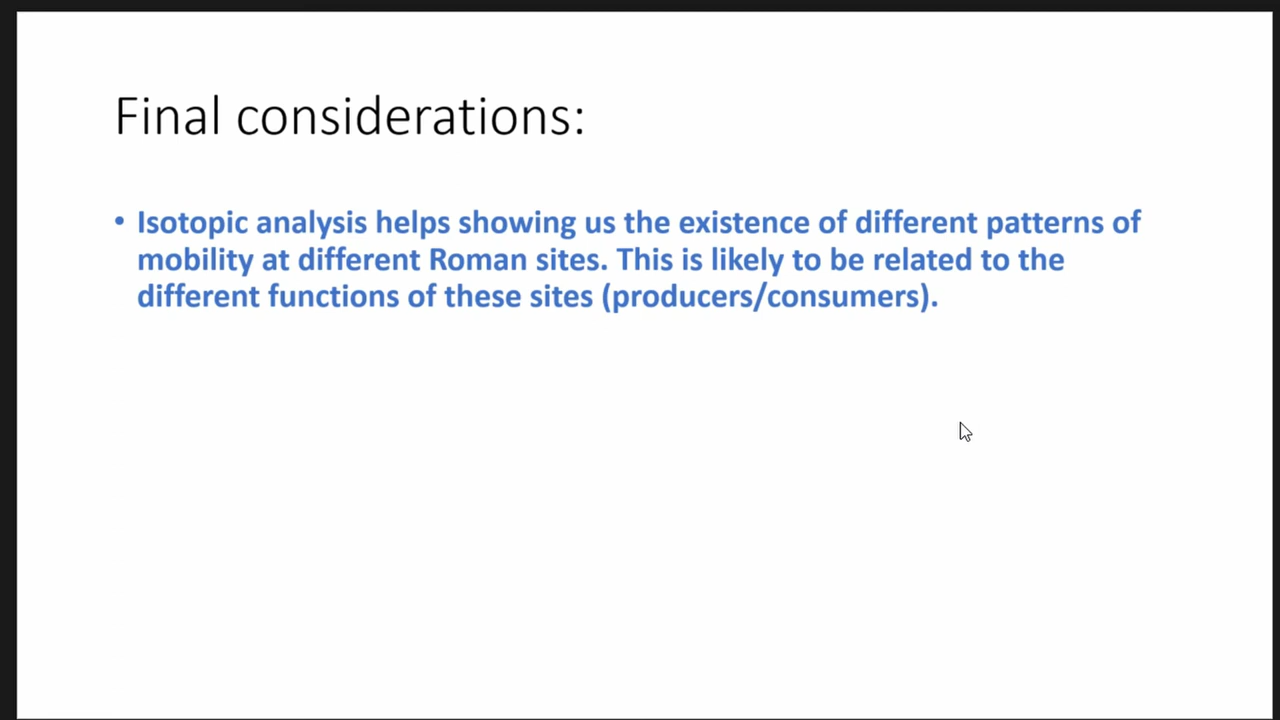 Final considerations:
• Isotopic analysis helps showing us the existence of different patterns of
mobility at different Roman sites. This is likely to be related to the
different functions of these sites (producers/consumers).